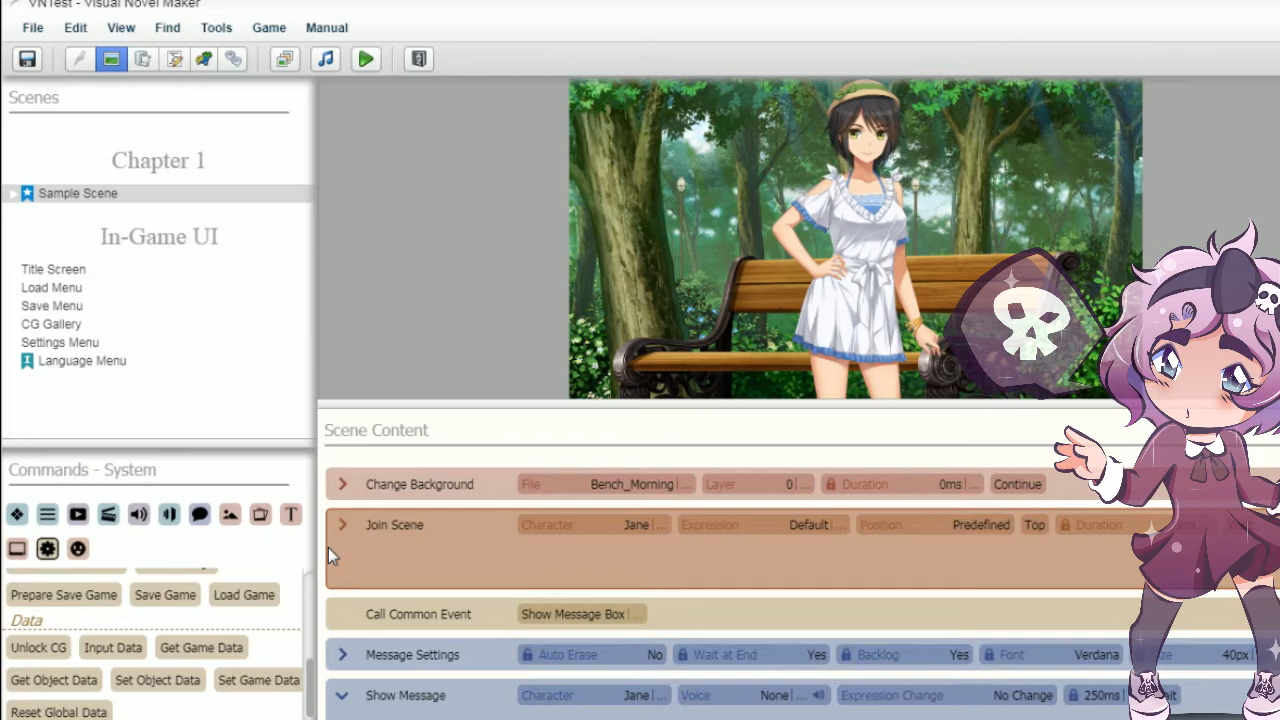 VNTest - Visual Novel Maker
File Edit View Find Tools Game Manual
Scenes
Chapter 1
Sample Scene
In-Game UI
Title Screen
Load Menu
Save Menu
CG Gallery
Settings Menu
Language Menu
Commands - System
T
Prepare Save Game Save Game Load Game
Data
Unlock CG Input Data Get Game Data
Get Object Data Set Object Data Set Game Data
Reset Global Data
Scene Content
Change Background File Bench_Morning ... Layer 0 ... Duration 0ms ... Continue
Join Scene Character Jane ... Expression Default ... Position Predefined Top Duration
Call Common Event Show Message Box ...
Message Settings Auto Erase No Wait at End Yes Backlog Yes Font Verdana 40px
Show Message Character Jane ... Voice None ... Expression Change No Change 250ms